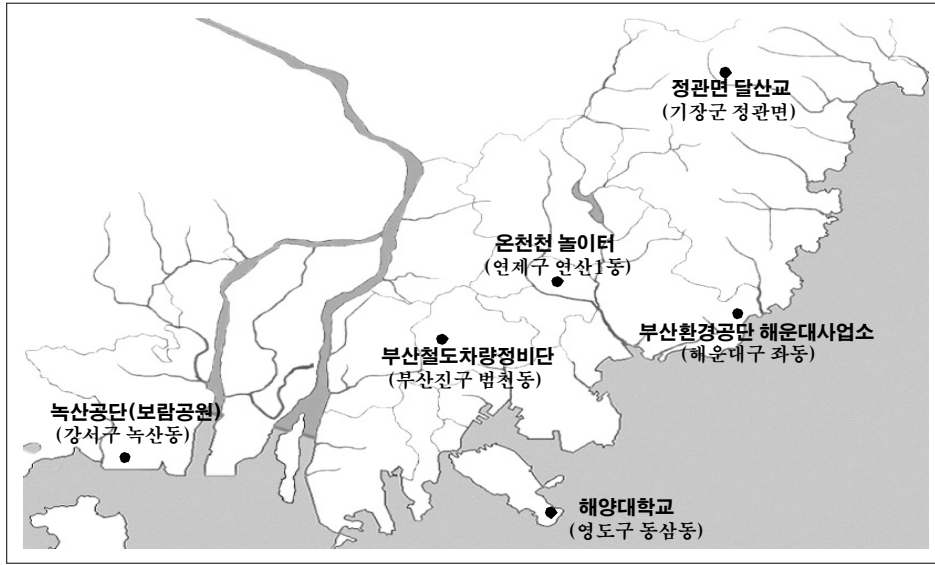 정관면 달산교
(기장군 정관면)
온천천 놀이터
(연제구 연산1동)
부산환경공단 해운대사업소
(해운대구 좌동)
부산철도차량정비단
(부산진구 범천동)
녹산공단(보람공원)
(강서구 녹산동)
해양대학교
(영도구 동삼동)